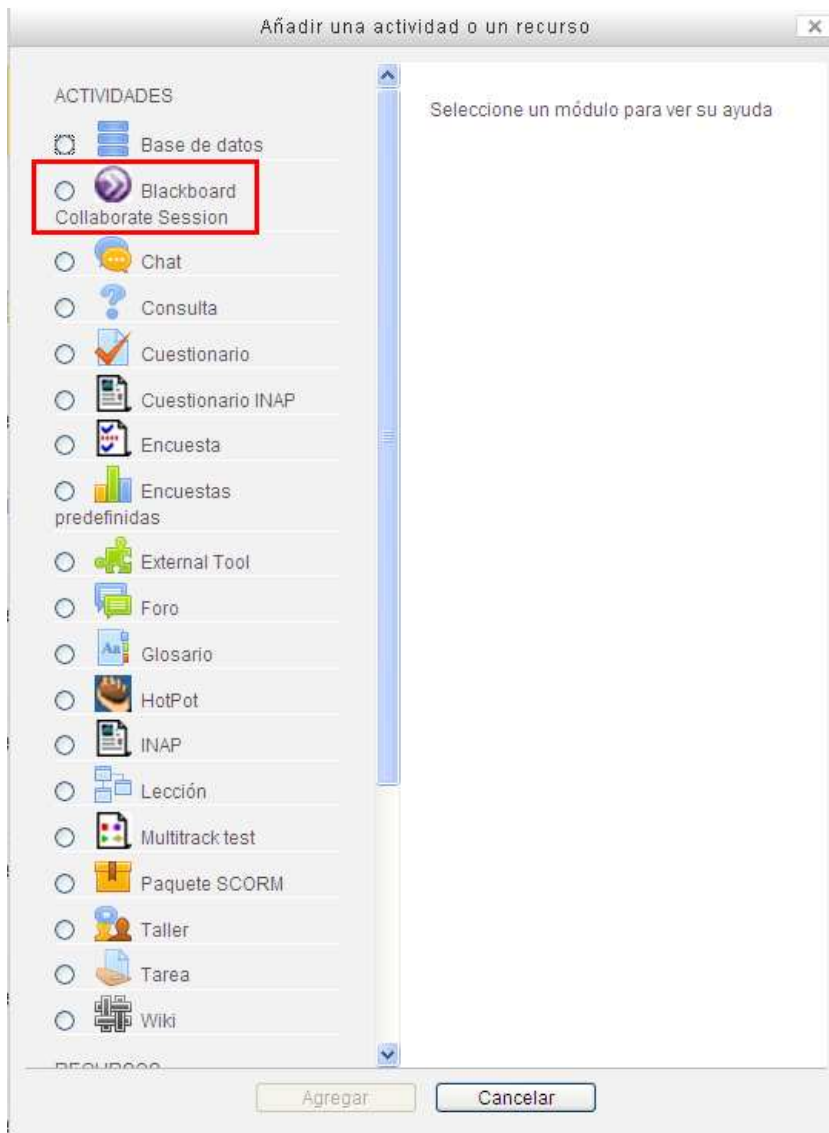 Añadir una actividad o un recurso
ACTIVIDADES
Base de datos
Blackboard
Collaborate Session
Chat
Consulta
Cuestionario
Cuestionario INAP
Encuesta
Encuestas
predefinidas
External Tool
Foro
Glosario
HotPot
INAP
Lección
Multitrack test
Paquete SCORM
Taller
Tarea
Wiki
RECURSOS
Seleccione un módulo para ver su ayuda
Agregar
Cancelar